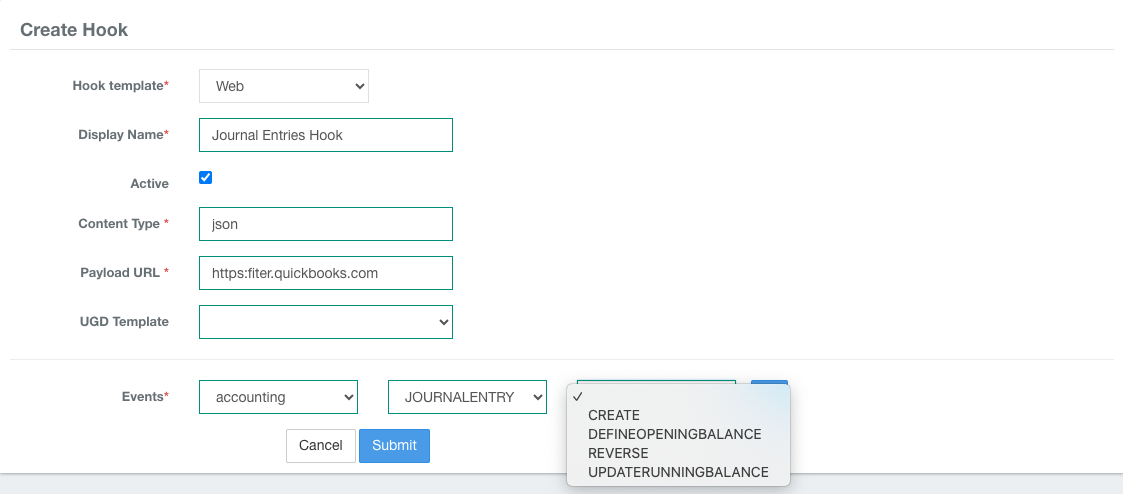 Create Hook
Hook template*
Web
Display Name*
Journal Entries Hook
Active
Content Type *
json
Payload URL *
https:fiter.quickbooks.com
UGD Template
Events*
accounting
JOURNALENTRY
CREATE
DEFINEOPENINGBALANCE
REVERSE
UPDATERUNNINGBALANCE
Cancel
Submit